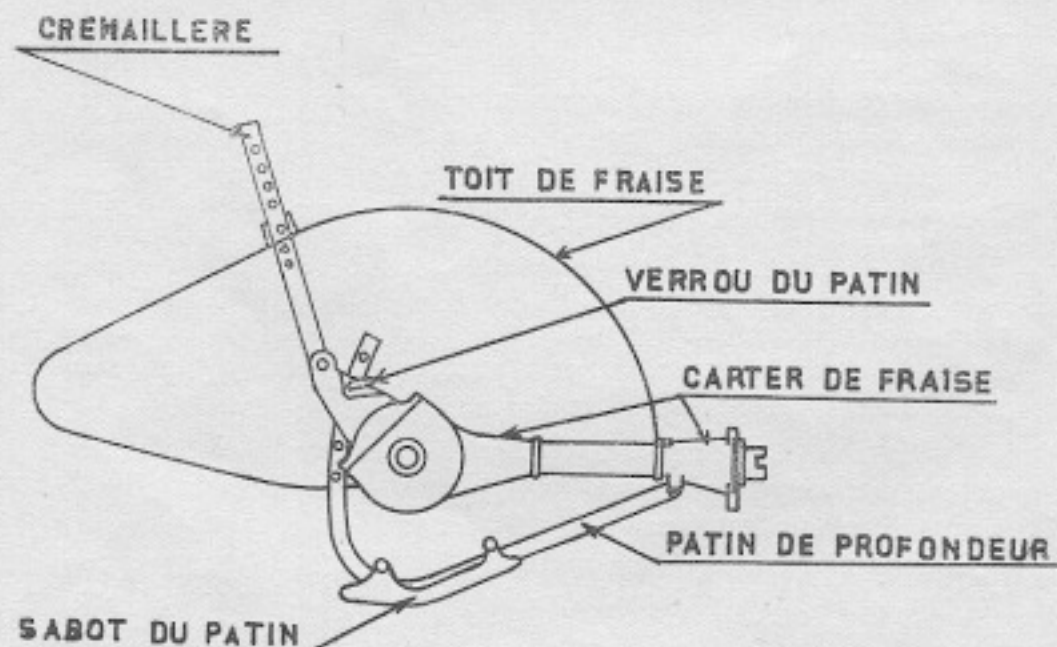 CREMAILLERE
TOIT DE FRAISE
VERROU DU PATIN
CARTER DE FRAISE
PATIN DE PROFONDEUR
SABOT DU PATIN